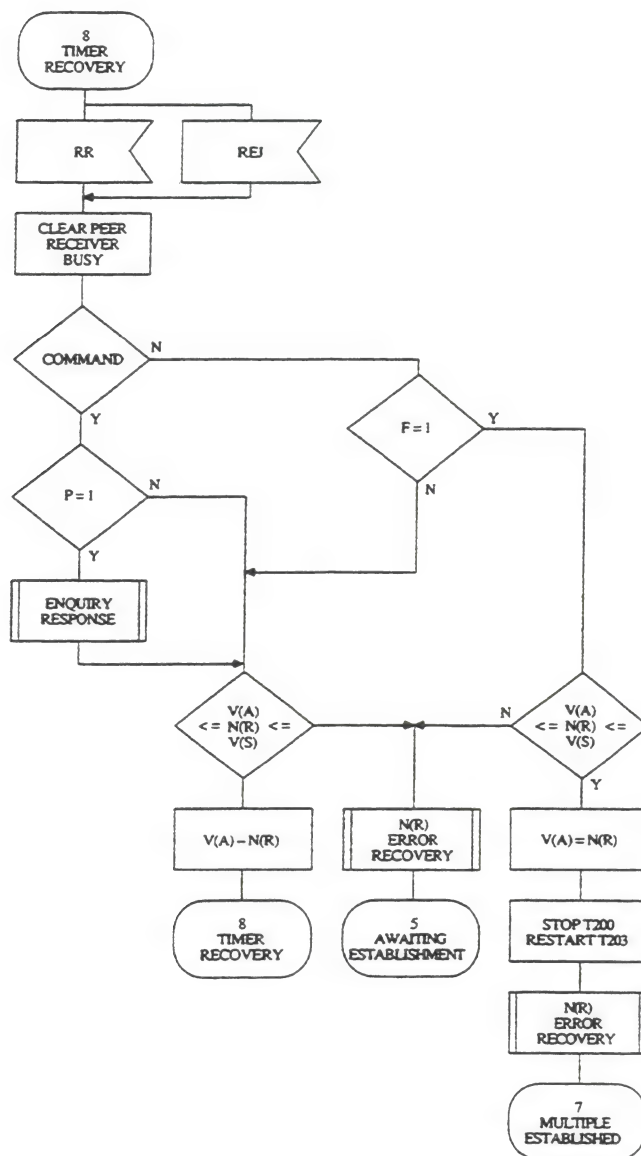 8
TIMER
RECOVERY
RR
REJ
CLEAR PEER
RECEIVER
BUSY
COMMAND
N
Y
F = 1
Y
N
P = 1
N
Y
ENQUIRY
RESPONSE
V(A)
<= N(R) <=
V(S)
N
V(A)
<= N(R) <=
V(S)
Y
V(A) – N(R)
N(R)
ERROR
RECOVERY
V(A) = N(R)
8
TIMER
RECOVERY
5
AWAITING
ESTABLISHMENT
STOP T200
RESTART T203
N(R)
ERROR
RECOVERY
7
MULTIPLE
ESTABLISHED